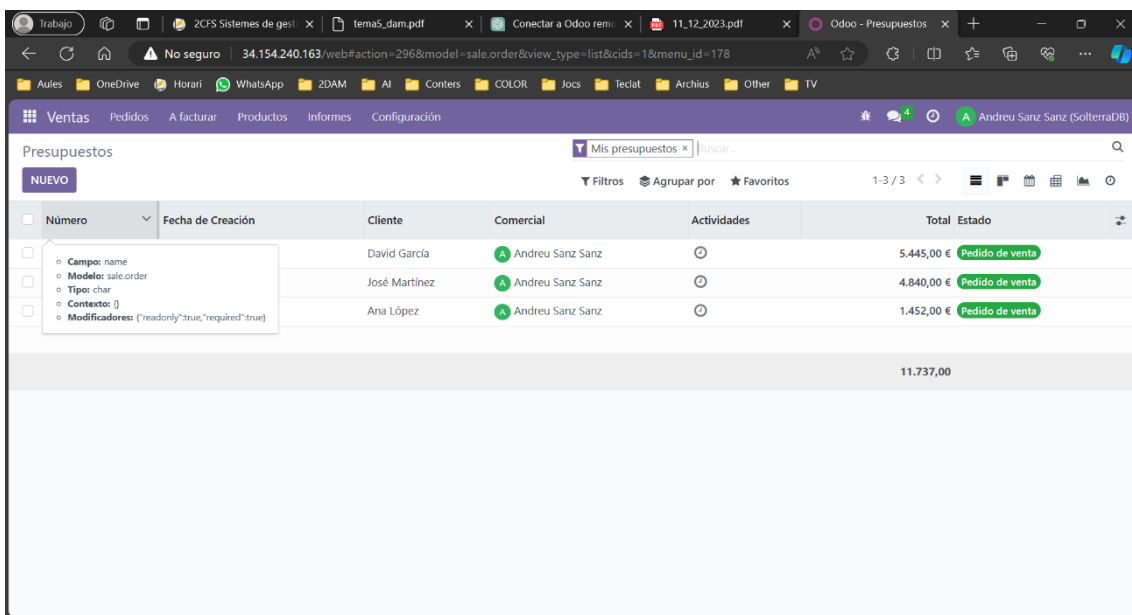 Trabajo 2CFS Sistemas de gesti tema5_dam.pdf Conectar a Odoo remo 11_12_2023.pdf Odoo - Presupuestos
No seguro 34.154.240.163/web#action=296&model=sale.order&view_type=list&cids=1&menu_id=178
Aules OneDrive Horari WhatsApp 2DAM AI Conters COLOR Jocs Teclat Archius Other TV
Ventas Pedidos A facturar Productos Informes Configuración 4 A Andreu Sanz Sanz (SolterraDB)
Presupuestos Mis presupuestos × Buscar...
NUEVO Filtros Agrupar por Favoritos 1-3 / 3
Número Fecha de Creación Cliente Comercial Actividades Total Estado
David García A Andreu Sanz Sanz 5.445,00 € Pedido de venta
José Martínez A Andreu Sanz Sanz 4.840,00 € Pedido de venta
Ana López A Andreu Sanz Sanz 1.452,00 € Pedido de venta
Campo: name
Modelo: sale.order
Tipo: char
Contexto: {}
Modificadores: {"readonly":true,"required":true}
11.737,00